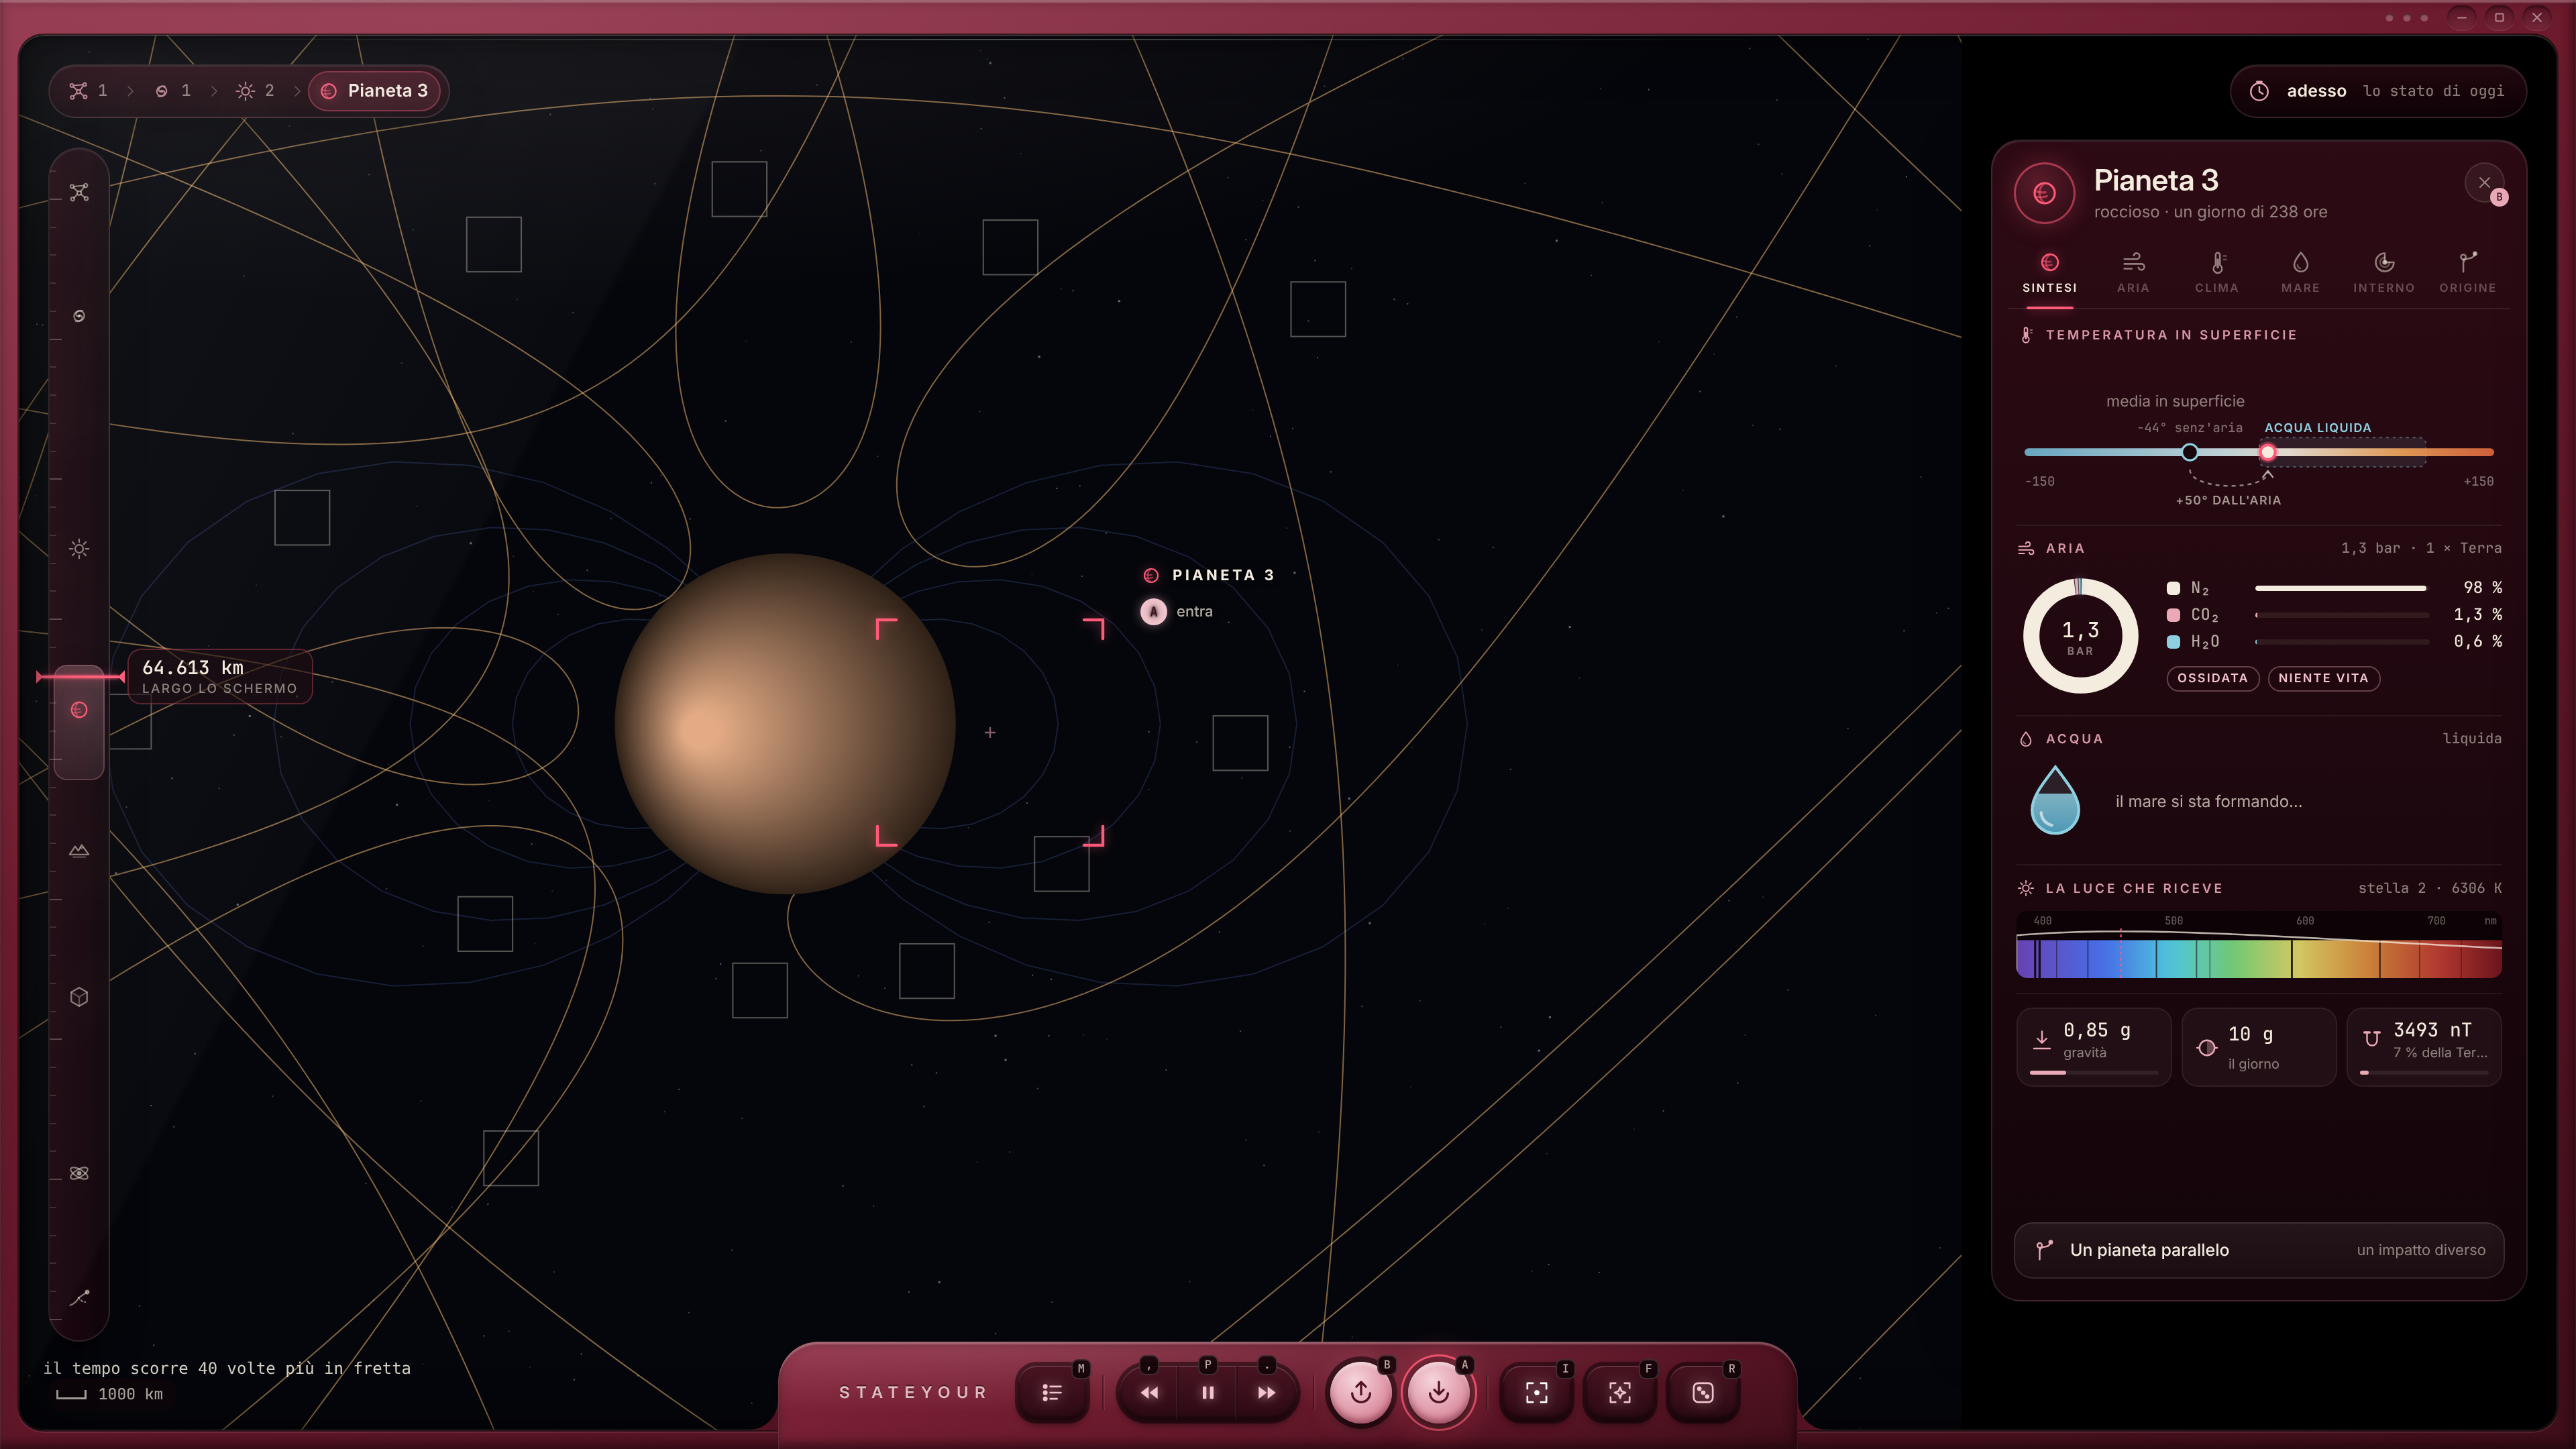 1 1 2 Pianeta 3
adesso lo stato di oggi
Pianeta 3
roccioso · un giorno di 238 ore
B
SINTESI ARIA CLIMA MARE INTERNO ORIGINE
TEMPERATURA IN SUPERFICIE
media in superficie
-44° senz'aria ACQUA LIQUIDA
-150 +150
+50° DALL'ARIA
ARIA 1,3 bar · 1 × Terra
1,3
BAR
N₂ 98 %
CO₂ 1,3 %
H₂O 0,6 %
OSSIDATA NIENTE VITA
ACQUA liquida
il mare si sta formando...
LA LUCE CHE RICEVE stella 2 · 6306 K
400 500 600 700 nm
0,85 g
gravità
10 g
il giorno
3493 nT
7 % della Ter...
Un pianeta parallelo un impatto diverso
PIANETA 3
A entra
64.613 km
LARGO LO SCHERMO
il tempo scorre 40 volte più in fretta
1000 km
STATEYOUR
M , P . B A I F R